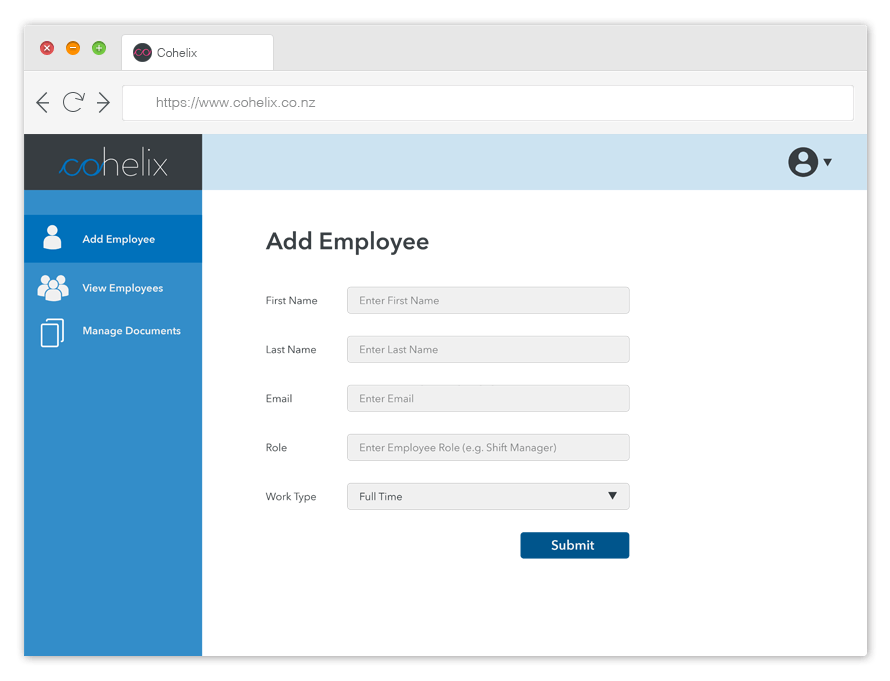 Cohelix
https://www.cohelix.co.nz
cohelix
Add Employee
View Employees
Manage Documents
Add Employee
First Name Enter First Name
Last Name Enter Last Name
Email Enter Email
Role Enter Employee Role (e.g. Shift Manager)
Work Type Full Time
Submit